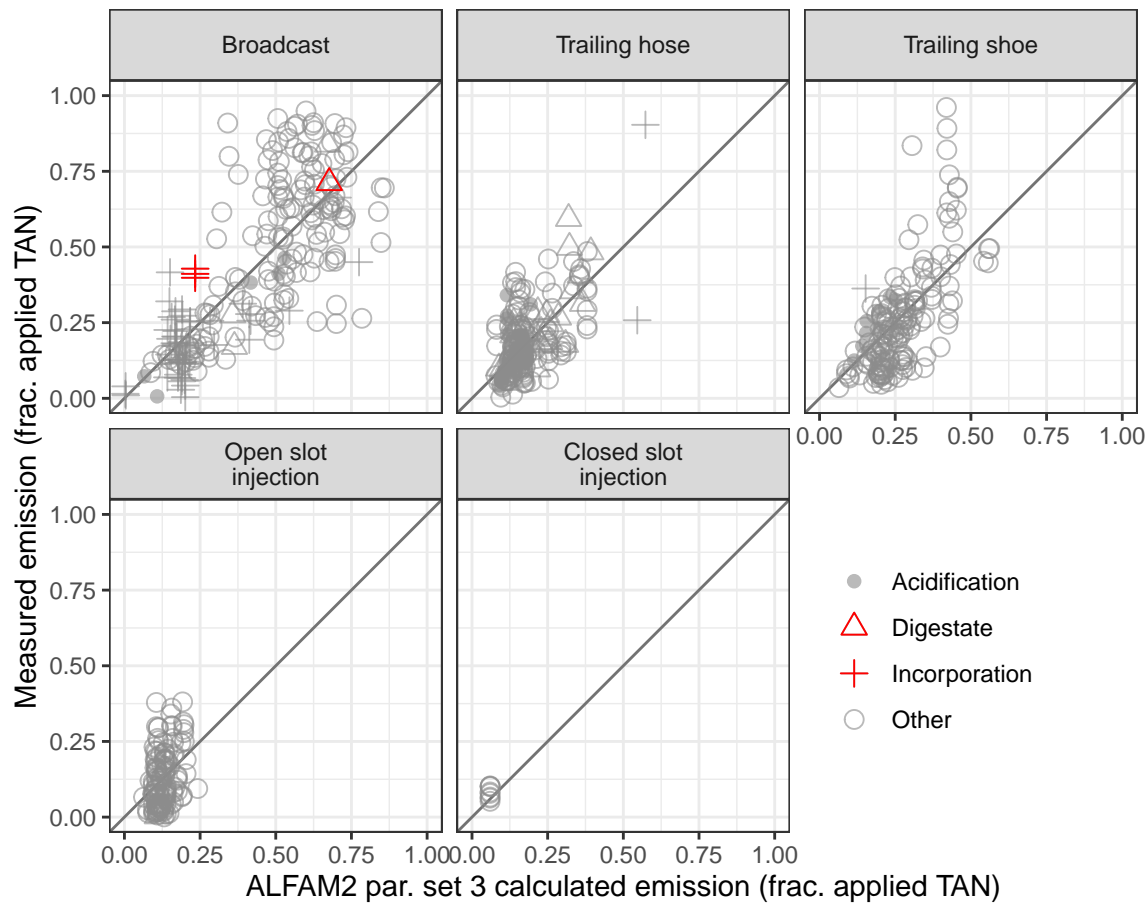 Broadcast
Trailing hose
Trailing shoe
1.00
0.75
0.50
0.25
0.00
0.00 0.25 0.50 0.75 1.00
Open slot
injection
Closed slot
injection
1.00
0.75
0.50
0.25
0.00
0.00 0.25 0.50 0.75 1.00
0.00 0.25 0.50 0.75 1.00
Measured emission (frac. applied TAN)
ALFAM2 par. set 3 calculated emission (frac. applied TAN)
Acidification
Digestate
Incorporation
Other